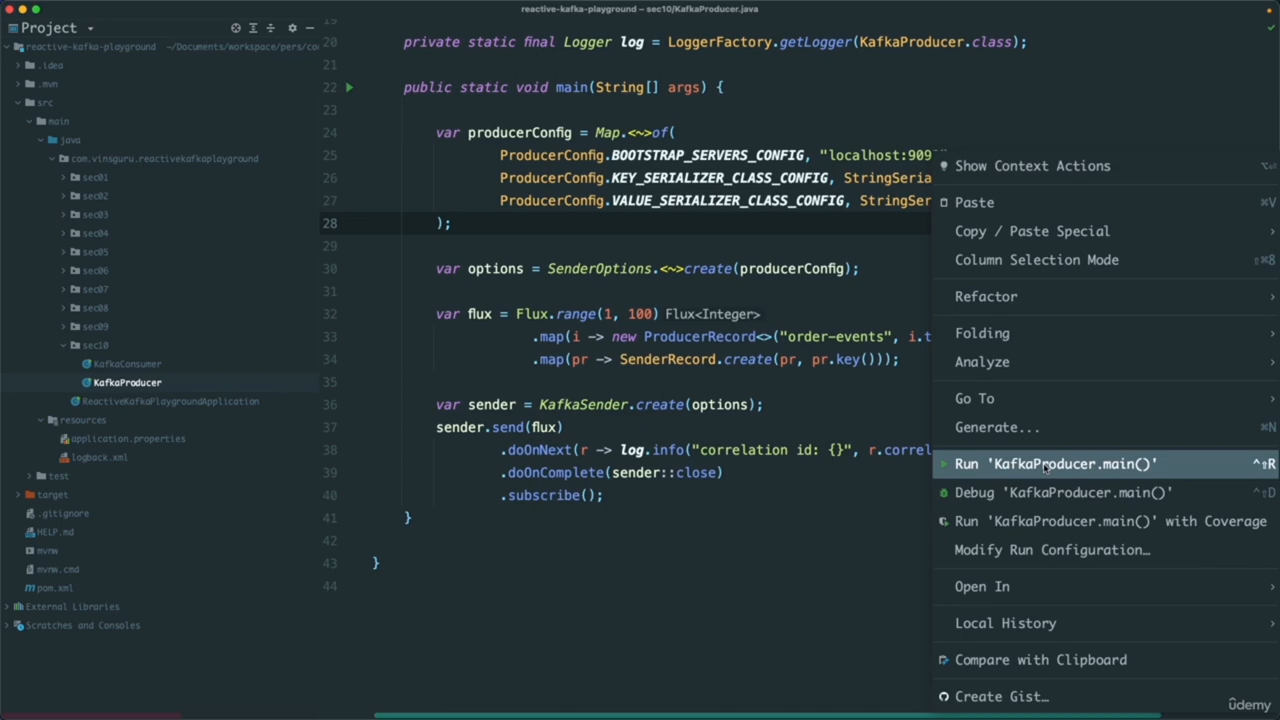 reactive-kafka-playground – sec10/KafkaProducer.java
Project
reactive-kafka-playground ~/Documents/workspace/pers/co
.idea
.mvn
src
main
java
com.vinsguru.reactivekafkaplayground
sec01
sec02
sec03
sec04
sec05
sec06
sec07
sec08
sec09
sec10
KafkaConsumer
KafkaProducer
ReactiveKafkaPlaygroundApplication
resources
application.properties
logback.xml
test
target
.gitignore
HELP.md
mvnw
mvnw.cmd
pom.xml
External Libraries
Scratches and Consoles
19
20 private static final Logger log = LoggerFactory.getLogger(KafkaProducer.class);
21
22 public static void main(String[] args) {
23
24 var producerConfig = Map.<~>of(
25 ProducerConfig.BOOTSTRAP_SERVERS_CONFIG, "localhost:909
26 ProducerConfig.KEY_SERIALIZER_CLASS_CONFIG, StringSeria
27 ProducerConfig.VALUE_SERIALIZER_CLASS_CONFIG, StringSer
28 );
29
30 var options = SenderOptions.<~>create(producerConfig);
31
32 var flux = Flux.range(1, 100) Flux<Integer>
33 .map(i -> new ProducerRecord<>("order-events", i.t
34 .map(pr -> SenderRecord.create(pr, pr.key()));
35
36 var sender = KafkaSender.create(options);
37 sender.send(flux)
38 .doOnNext(r -> log.info("correlation id: {}", r.correl
39 .doOnComplete(sender::close)
40 .subscribe();
41 }
42
43 }
44
Show Context Actions ⌥⏎
Paste ⌘V
Copy / Paste Special
Column Selection Mode ⇧⌘8
Refactor
Folding
Analyze
Go To
Generate... ⌘N
Run 'KafkaProducer.main()' ^⇧R
Debug 'KafkaProducer.main()' ^⇧D
Run 'KafkaProducer.main()' with Coverage
Modify Run Configuration…
Open In
Local History
Compare with Clipboard
Create Gist…
ûdemy